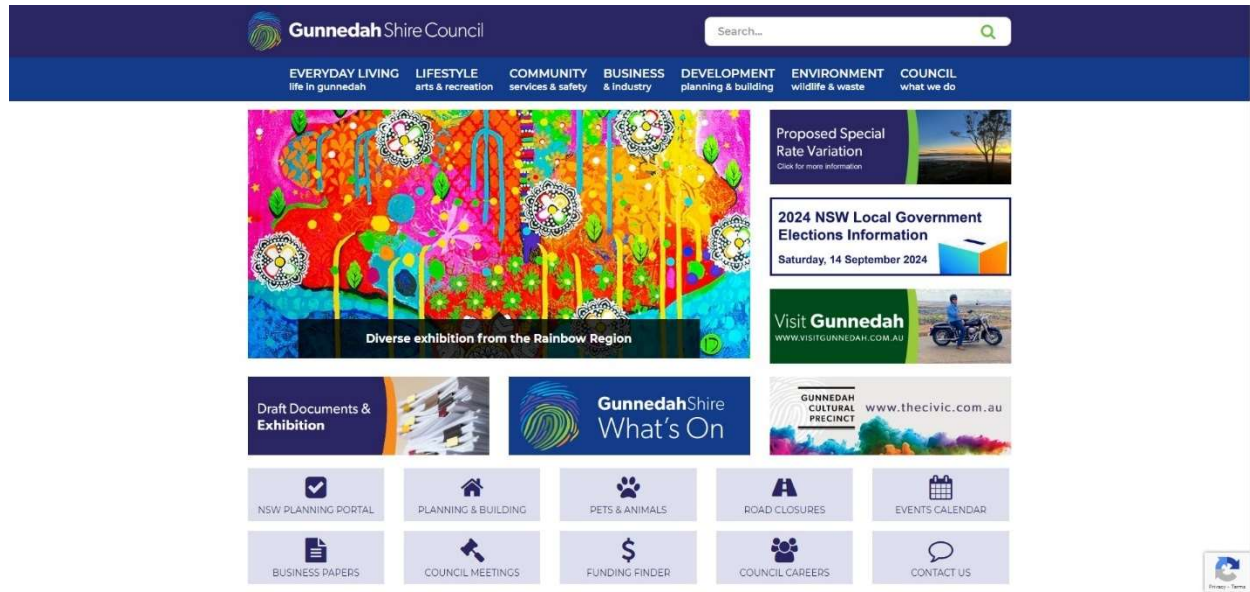 Gunnedah Shire Council
Search...
EVERYDAY LIVING
life in gunnedah
LIFESTYLE
arts & recreation
COMMUNITY
services & safety
BUSINESS
& industry
DEVELOPMENT
planning & building
ENVIRONMENT
wildlife & waste
COUNCIL
what we do
Diverse exhibition from the Rainbow Region
Proposed Special
Rate Variation
Click for more information
2024 NSW Local Government
Elections Information
Saturday, 14 September 2024
Visit Gunnedah
WWW.VISITGUNNEDAH.COM.AU
Draft Documents &
Exhibition
GunnedahShire
What's On
GUNNEDAH
CULTURAL
PRECINCT
www.thecivic.com.au
NSW PLANNING PORTAL
PLANNING & BUILDING
PETS & ANIMALS
ROAD CLOSURES
EVENTS CALENDAR
BUSINESS PAPERS
COUNCIL MEETINGS
FUNDING FINDER
COUNCIL CAREERS
CONTACT US
Privacy - Terms